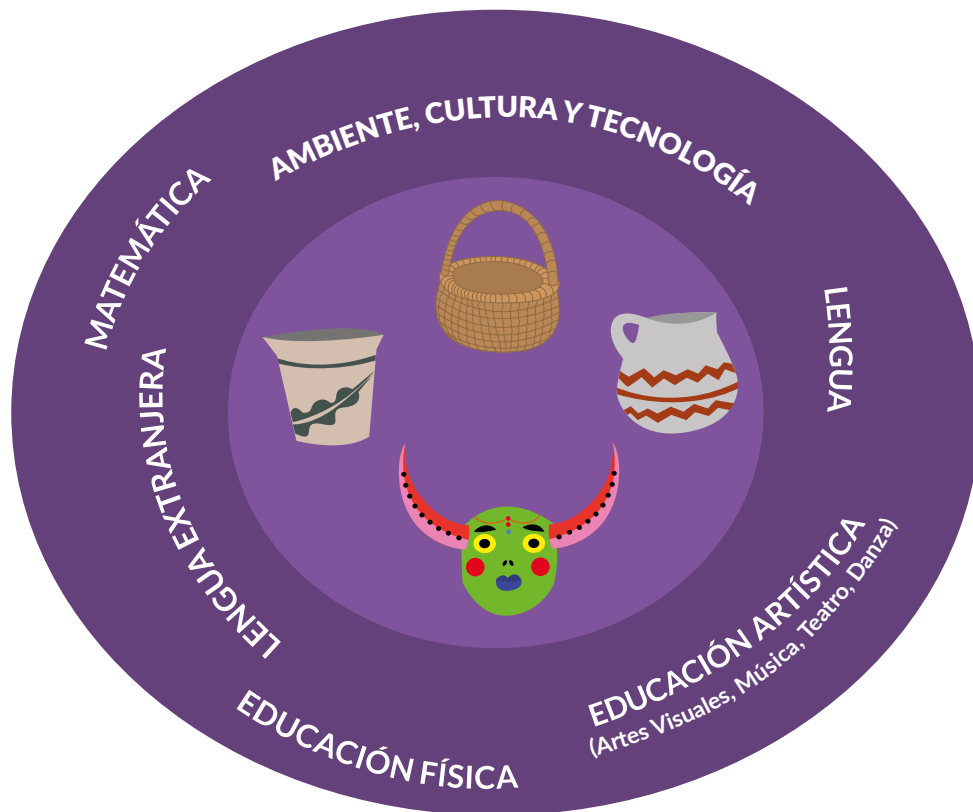 AMBIENTE, CULTURA Y TECNOLOGÍA
MATEMÁTICA
LENGUA
LENGUA EXTRANJERA
EDUCACIÓN ARTÍSTICA
(Artes Visuales, Música, Teatro, Danza)
EDUCACIÓN FÍSICA